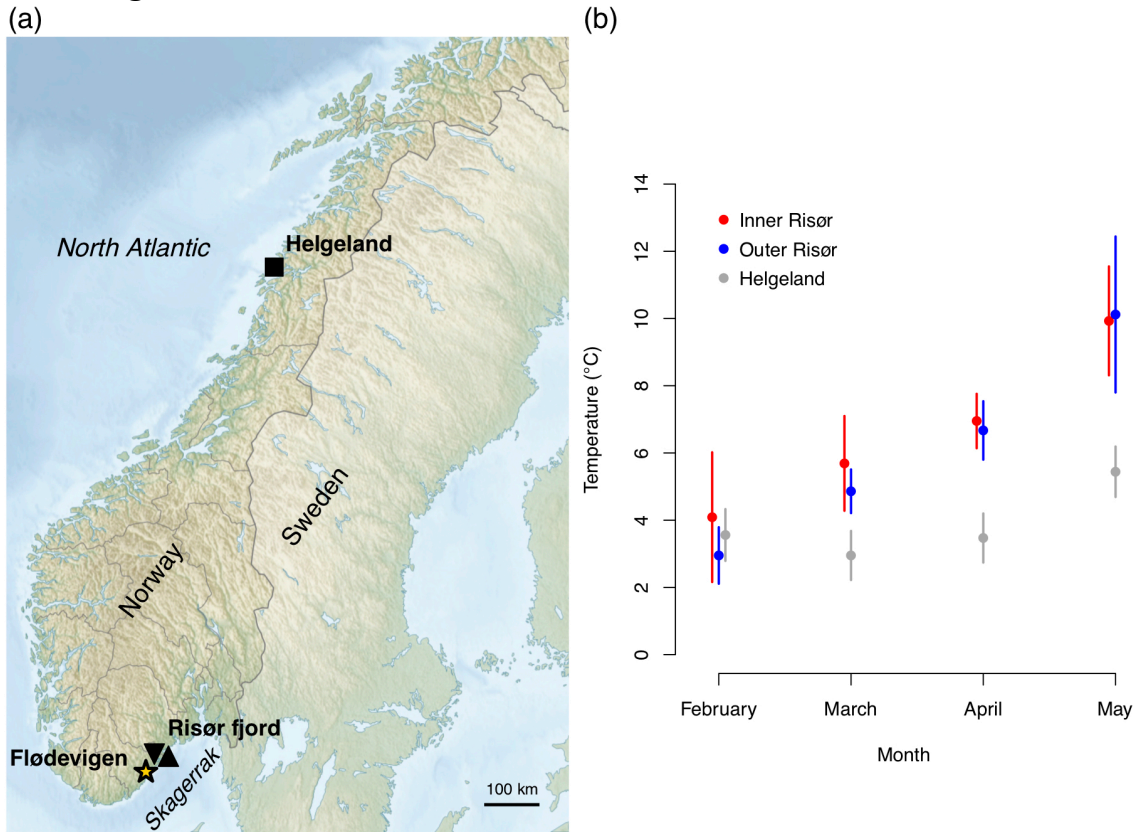 (a)
North Atlantic
Helgeland
Sweden
Norway
Risør fjord
Flødevigen
Skagerrak
100 km
(b)
14
12
10
8
6
4
2
0
Temperature (°C)
Inner Risør
Outer Risør
Helgeland
February
March
April
May
Month